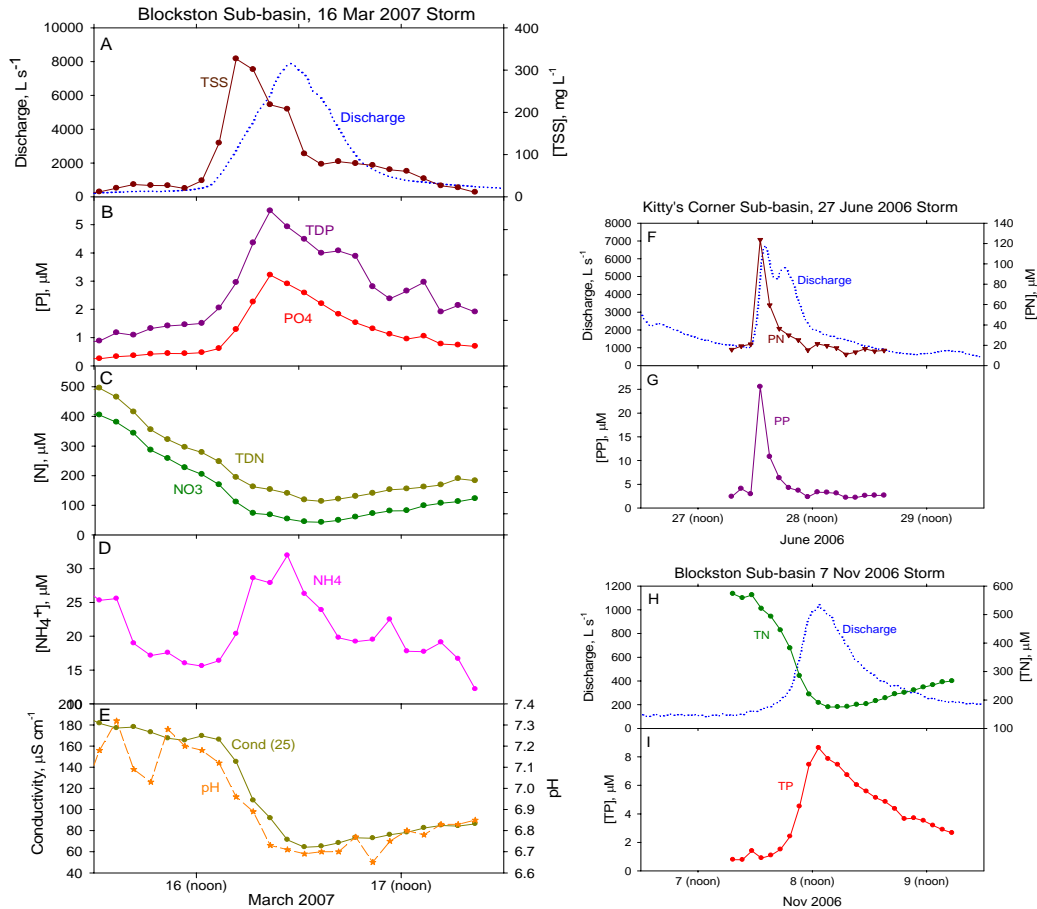 Blockston Sub-basin, 16 Mar 2007 Storm
A
10000
8000
6000
4000
2000
0
Discharge, L s-1
400
300
200
100
0
[TSS], mg L-1
TSS
Discharge
B
5
4
3
2
1
0
[P], µM
TDP
PO4
C
500
400
300
200
100
0
[N], µM
TDN
NO3
D
30
25
20
15
10
[NH4+], µM
NH4
E
200
180
160
140
120
100
80
60
40
Conductivity, µS cm-1
7.4
7.3
7.2
7.1
7.0
6.9
6.8
6.7
6.6
pH
Cond (25)
pH
16 (noon)
17 (noon)
March 2007
Kitty's Corner Sub-basin, 27 June 2006 Storm
F
8000
7000
6000
5000
4000
3000
2000
1000
0
Discharge, L s-1
140
120
100
80
60
40
20
0
[PN], µM
Discharge
PN
G
25
20
15
10
5
0
[PP], µM
PP
27 (noon)
28 (noon)
29 (noon)
June 2006
Blockston Sub-basin 7 Nov 2006 Storm
H
1200
1000
800
600
400
200
0
Discharge, L s-1
600
500
400
300
200
100
[TN], µM
TN
Discharge
I
8
6
4
2
0
[TP], µM
TP
7 (noon)
8 (noon)
9 (noon)
Nov 2006